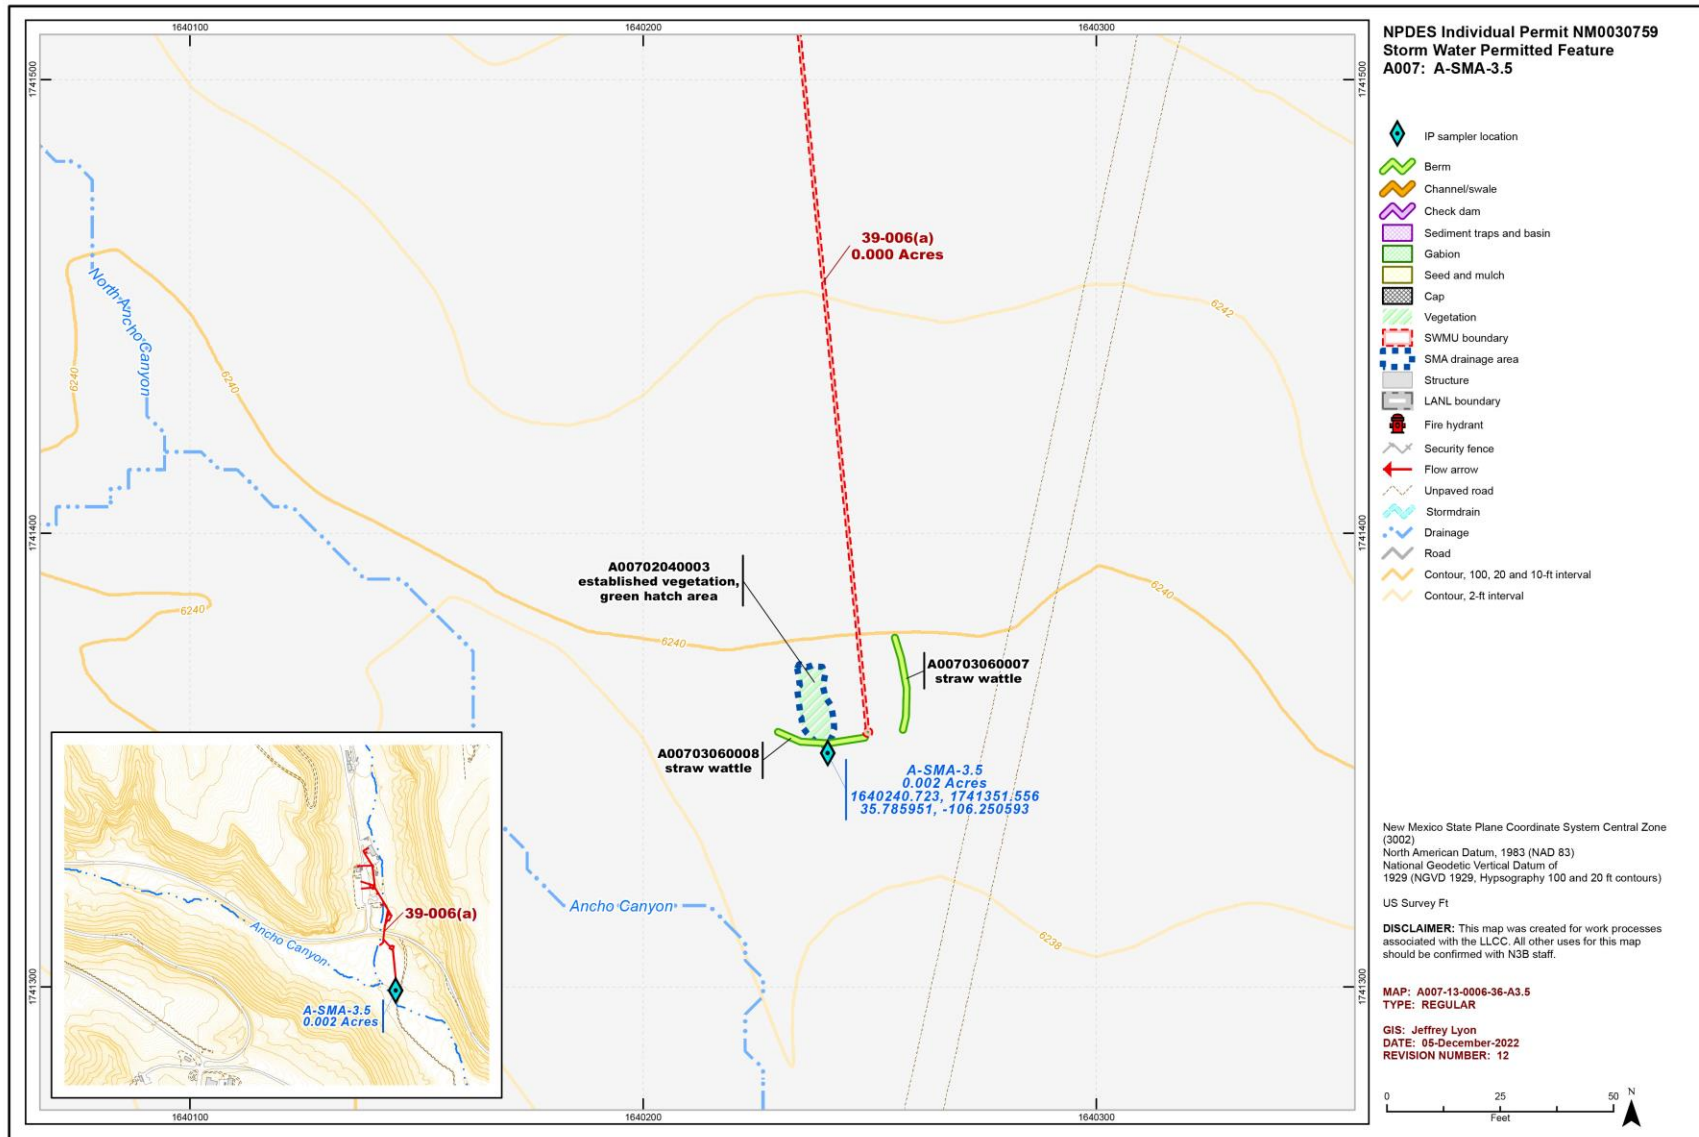 NPDES Individual Permit NM0030759
Storm Water Permitted Feature
A007: A-SMA-3.5
IP sampler location
Berm
Channel/swale
Check dam
Sediment traps and basin
Gabion
Seed and mulch
Cap
Vegetation
SWMU boundary
SMA drainage area
Structure
LANL boundary
Fire hydrant
Security fence
Flow arrow
Unpaved road
Stormdrain
Drainage
Road
Contour, 100, 20 and 10-ft interval
Contour, 2-ft interval
1640100
1640200
1640300
1741500
1741500
39-006(a)
0.000 Acres
North Ancho Canyon
6242
6240
6240
1741400
1741400
A00702040003
established vegetation,
green hatch area
6240
6240
6240
A00703060007
straw wattle
A00703060008
straw wattle
A-SMA-3.5
0.002 Acres
1640240.723, 1741351.556
35.785951, -106.250593
Ancho Canyon
6238
1741300
1741300
39-006(a)
Ancho Canyon
A-SMA-3.5
0.002 Acres
1640100
1640200
1640300
New Mexico State Plane Coordinate System Central Zone
(3002)
North American Datum, 1983 (NAD 83)
National Geodetic Vertical Datum of
1929 (NGVD 1929, Hypsography 100 and 20 ft contours)
US Survey Ft
DISCLAIMER: This map was created for work processes
associated with the LLCC. All other uses for this map
should be confirmed with N3B staff.
MAP: A007-13-0006-36-A3.5
TYPE: REGULAR
GIS: Jeffrey Lyon
DATE: 05-December-2022
REVISION NUMBER: 12
0 25 50
Feet
N